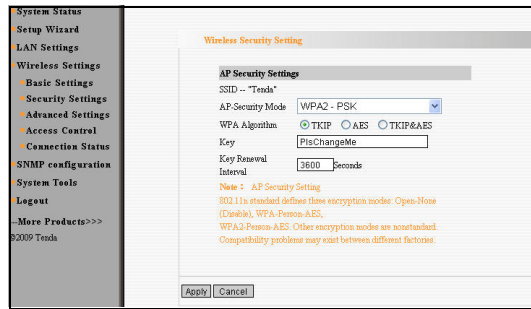 System Status
Setup Wizard
LAN Settings
Wireless Settings
Basic Settings
Security Settings
Advanced Settings
Access Control
Connection Status
SNMP configuration
System Tools
Logout
--More Products>>>
©2009 Tenda
Wireless Security Setting
AP Security Settings
SSID -- "Tenda"
AP-Security Mode WPA2 - PSK
WPA Algorithm TKIP AES TKIP&AES
Key PlsChangeMe
Key Renewal Interval 3600 Seconds
Note: AP Security Setting
802.11n standard defines three encryption modes: Open-None
(Disable), WPA-Person-AES,
WPA2-Person-AES. Other encryption modes are nonstandard.
Compatibility problems may exist between different factories.
Apply Cancel